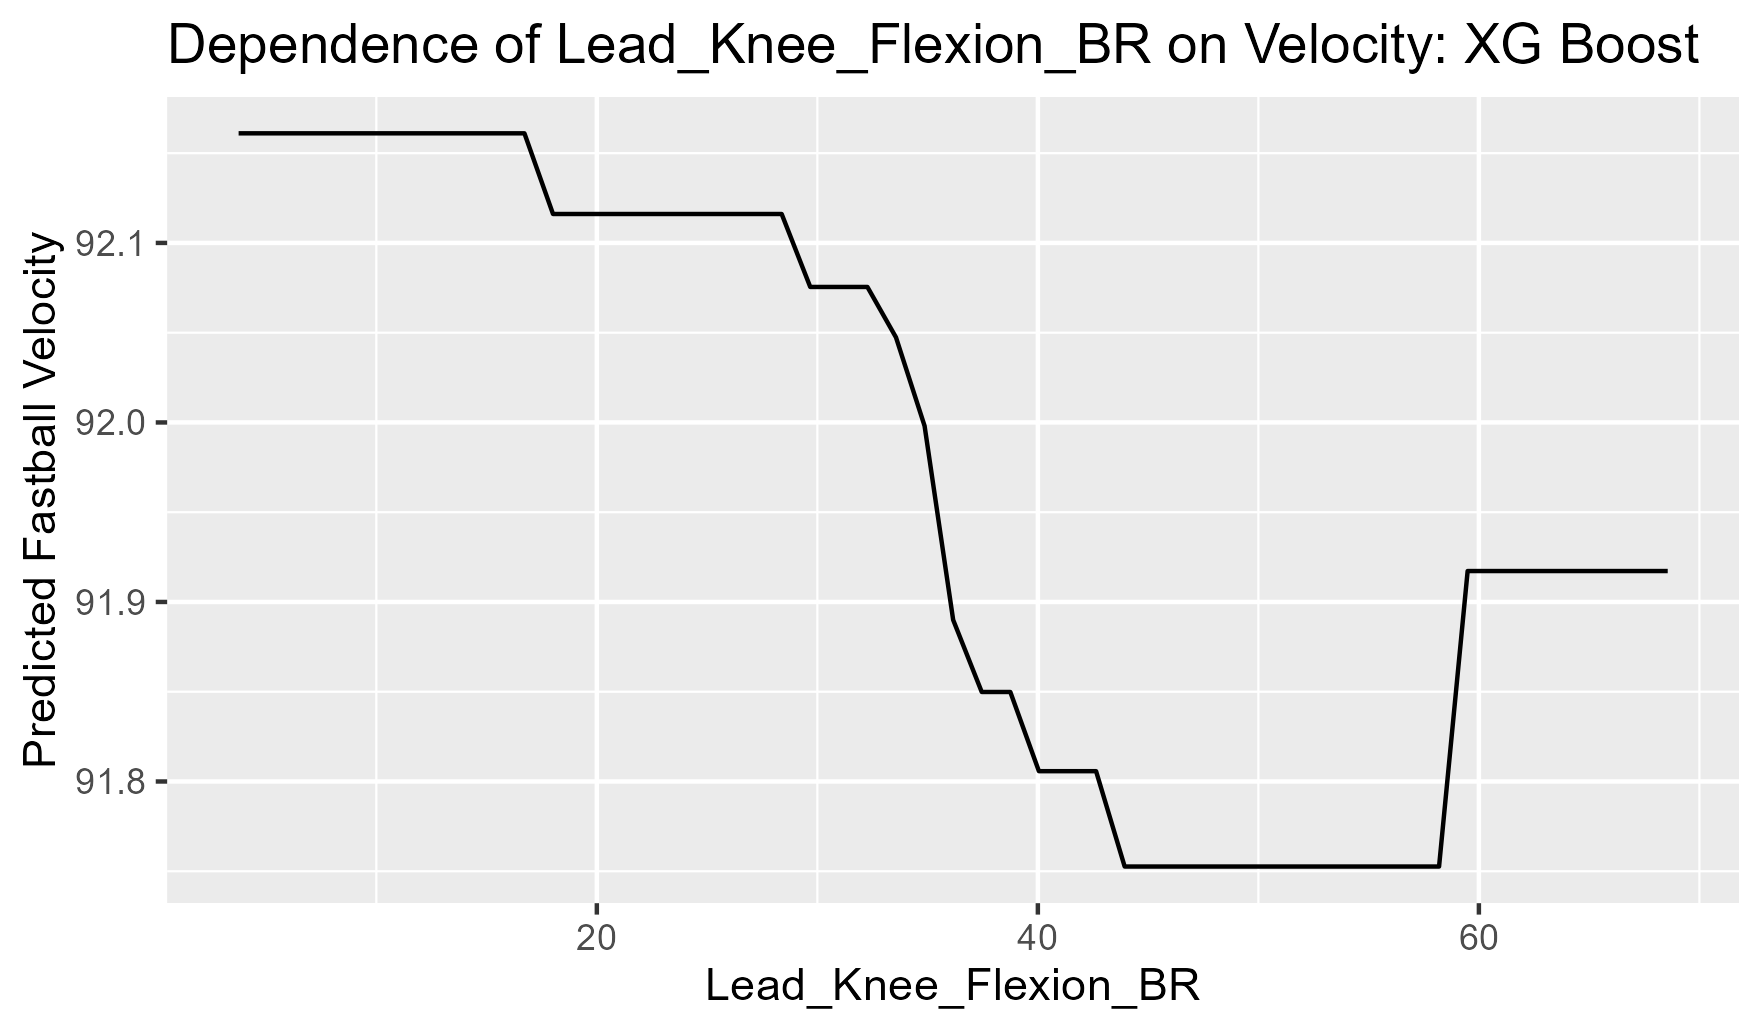 Dependence of Lead_Knee_Flexion_BR on Velocity: XG Boost
Predicted Fastball Velocity
92.1
92.0
91.9
91.8
20 40 60
Lead_Knee_Flexion_BR